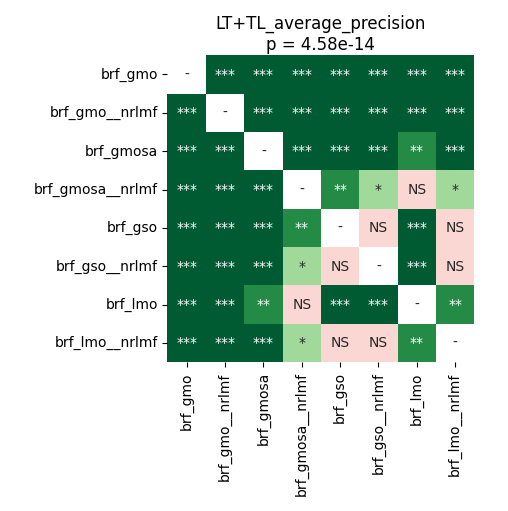 LT+TL_average_precision
p = 4.58e-14
brf_gmo - *** *** *** *** *** *** ***
brf_gmo__nrlmf *** - *** *** *** *** *** ***
brf_gmosa *** *** - *** *** *** ** ***
brf_gmosa__nrlmf *** *** *** - ** * NS *
brf_gso *** *** *** ** - NS *** NS
brf_gso__nrlmf *** *** *** * NS - *** NS
brf_lmo *** *** ** NS *** *** - **
brf_lmo__nrlmf *** *** *** * NS NS ** -
brf_gmo
brf_gmo__nrlmf
brf_gmosa
brf_gmosa__nrlmf
brf_gso
brf_gso__nrlmf
brf_lmo
brf_lmo__nrlmf